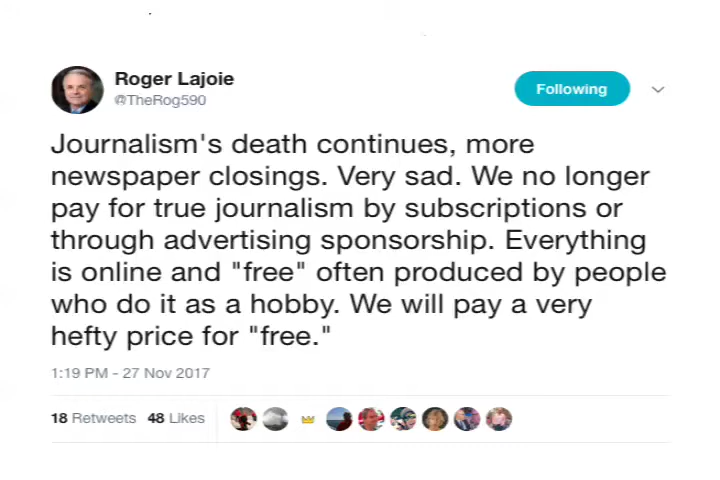 Roger Lajoie
@TheRog590
Following
Journalism's death continues, more
newspaper closings. Very sad. We no longer
pay for true journalism by subscriptions or
through advertising sponsorship. Everything
is online and "free" often produced by people
who do it as a hobby. We will pay a very
hefty price for "free."
1:19 PM - 27 Nov 2017
18 Retweets 48 Likes